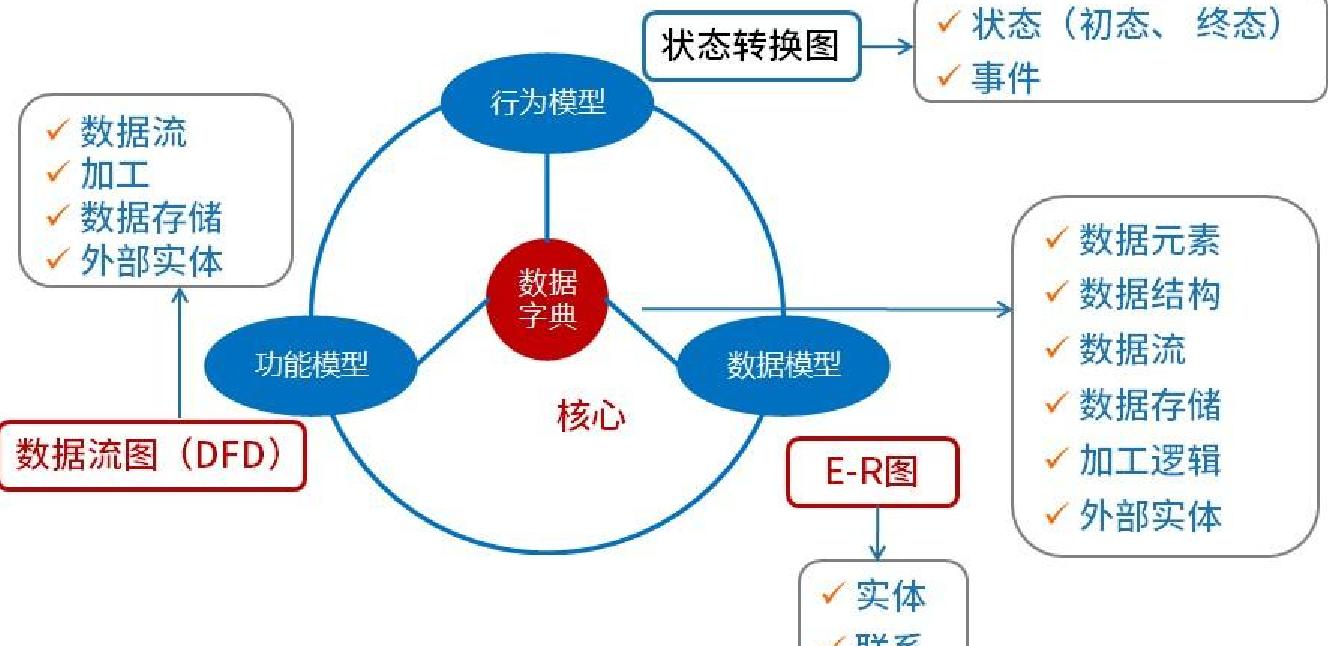 状态转换图
状态（初态、 终态）
事件
行为模型
数据流
加工
数据存储
外部实体
数据
字典
功能模型
数据模型
核心
数据元素
数据结构
数据流
数据存储
加工逻辑
外部实体
数据流图（DFD）
E-R图
实体
联系